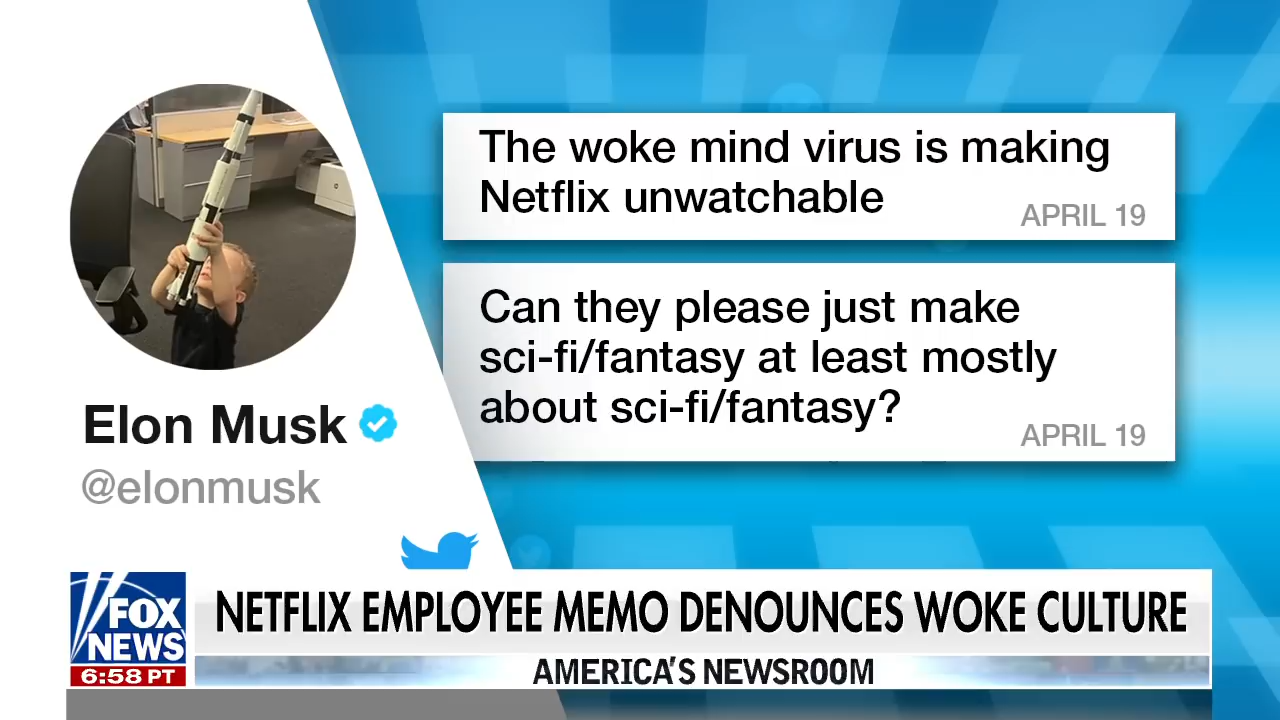 The woke mind virus is making
Netflix unwatchable
APRIL 19
Can they please just make
sci-fi/fantasy at least mostly
about sci-fi/fantasy?
APRIL 19
Elon Musk
@elonmusk
FOX
NEWS
6:58 PT
NETFLIX EMPLOYEE MEMO DENOUNCES WOKE CULTURE
AMERICA'S NEWSROOM